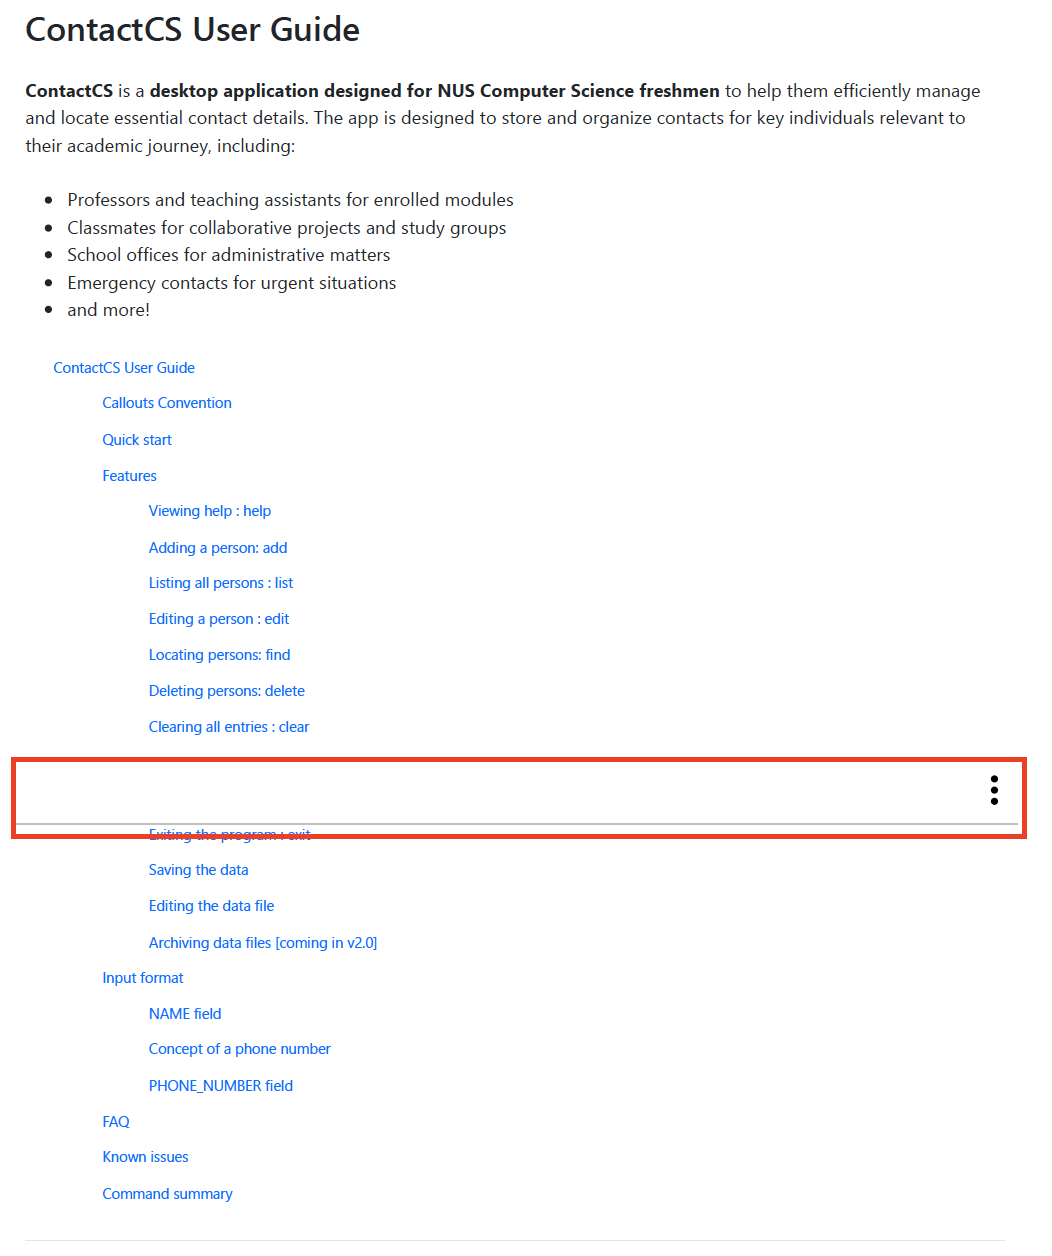 ContactCS User Guide
ContactCS is a desktop application designed for NUS Computer Science freshmen to help them efficiently manage
and locate essential contact details. The app is designed to store and organize contacts for key individuals relevant to
their academic journey, including:
Professors and teaching assistants for enrolled modules
Classmates for collaborative projects and study groups
School offices for administrative matters
Emergency contacts for urgent situations
and more!
ContactCS User Guide
Callouts Convention
Quick start
Features
Viewing help : help
Adding a person: add
Listing all persons : list
Editing a person : edit
Locating persons: find
Deleting persons: delete
Clearing all entries : clear
Exiting the program : exit
Saving the data
Editing the data file
Archiving data files [coming in v2.0]
Input format
NAME field
Concept of a phone number
PHONE_NUMBER field
FAQ
Known issues
Command summary